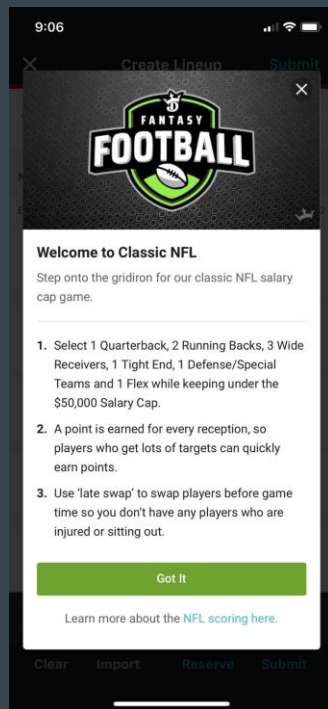 9:06
Create Lineup
Submit
FANTASY
FOOTBALL
Welcome to Classic NFL
Step onto the gridiron for our classic NFL salary
cap game.
1. Select 1 Quarterback, 2 Running Backs, 3 Wide
Receivers, 1 Tight End, 1 Defense/Special
Teams and 1 Flex while keeping under the
$50,000 Salary Cap.
2. A point is earned for every reception, so
players who get lots of targets can quickly
earn points.
3. Use 'late swap' to swap players before game
time so you don't have any players who are
injured or sitting out.
Got It
Learn more about the NFL scoring here.
Clear Import Reserve Submit